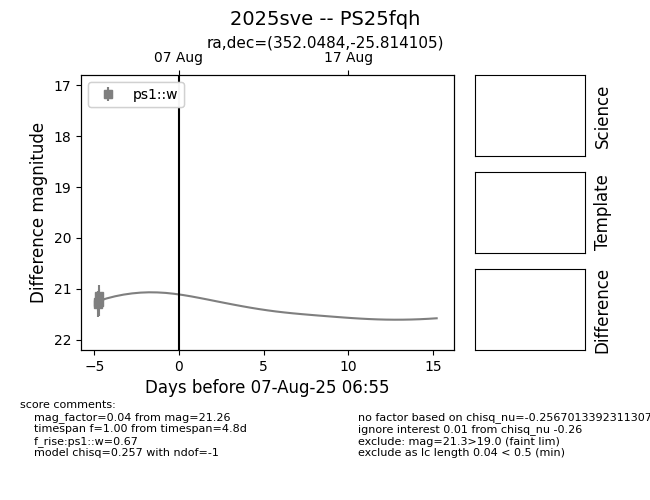 2025sve -- PS25fqh
ra,dec=(352.0484,-25.814105)
07 Aug
17 Aug
ps1::w
17
18
19
20
21
22
Difference magnitude
−5
0
5
10
15
Days before 07-Aug-25 06:55
Science
Template
Difference
score comments:
mag_factor=0.04 from mag=21.26
timespan f=1.00 from timespan=4.8d
f_rise:ps1::w=0.67
model chisq=0.257 with ndof=-1
no factor based on chisq_nu=-0.2567013392311307
ignore interest 0.01 from chisq_nu -0.26
exclude: mag=21.3>19.0 (faint lim)
exclude as lc length 0.04 < 0.5 (min)